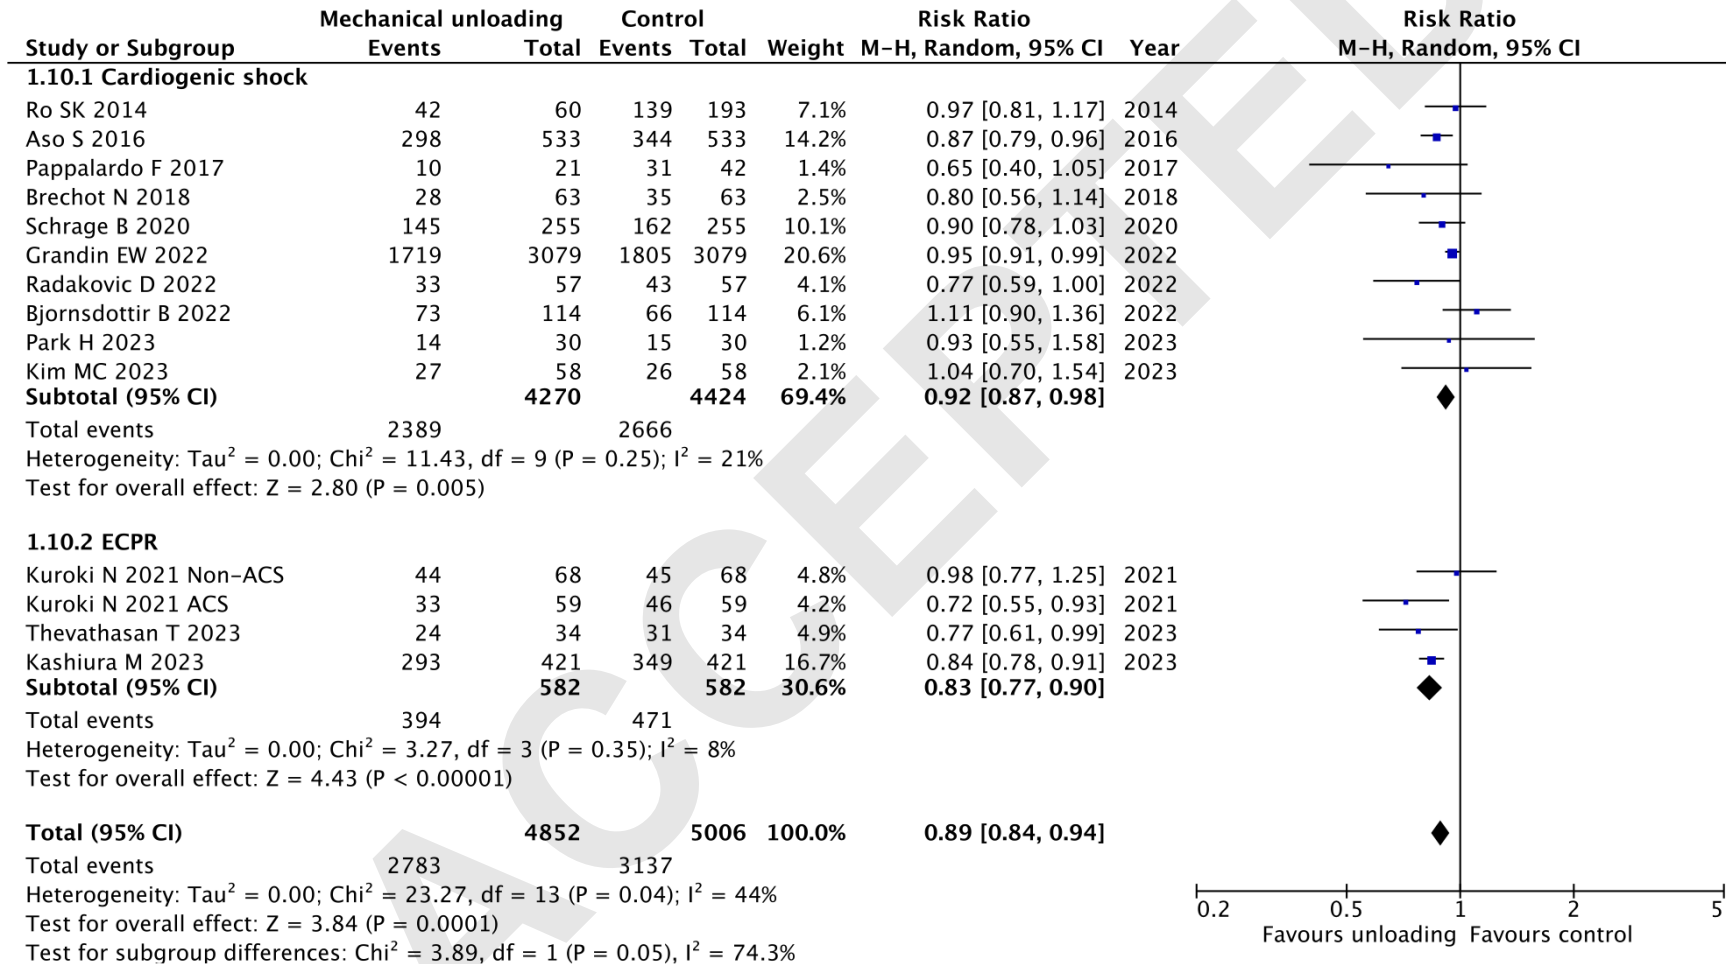 Mechanical unloading Control Risk Ratio Risk Ratio
Study or Subgroup Events Total Events Total Weight M-H, Random, 95% CI Year M-H, Random, 95% CI
1.10.1 Cardiogenic shock
Ro SK 2014 42 60 139 193 7.1% 0.97 [0.81, 1.17] 2014
Aso S 2016 298 533 344 533 14.2% 0.87 [0.79, 0.96] 2016
Pappalardo F 2017 10 21 31 42 1.4% 0.65 [0.40, 1.05] 2017
Brechot N 2018 28 63 35 63 2.5% 0.80 [0.56, 1.14] 2018
Schrage B 2020 145 255 162 255 10.1% 0.90 [0.78, 1.03] 2020
Grandin EW 2022 1719 3079 1805 3079 20.6% 0.95 [0.91, 0.99] 2022
Radakovic D 2022 33 57 43 57 4.1% 0.77 [0.59, 1.00] 2022
Bjornsdottir B 2022 73 114 66 114 6.1% 1.11 [0.90, 1.36] 2022
Park H 2023 14 30 15 30 1.2% 0.93 [0.55, 1.58] 2023
Kim MC 2023 27 58 26 58 2.1% 1.04 [0.70, 1.54] 2023
Subtotal (95% CI) 4270 4424 69.4% 0.92 [0.87, 0.98]
Total events 2389 2666
Heterogeneity: Tau² = 0.00; Chi² = 11.43, df = 9 (P = 0.25); I² = 21%
Test for overall effect: Z = 2.80 (P = 0.005)
1.10.2 ECPR
Kuroki N 2021 Non-ACS 44 68 45 68 4.8% 0.98 [0.77, 1.25] 2021
Kuroki N 2021 ACS 33 59 46 59 4.2% 0.72 [0.55, 0.93] 2021
Thevathasan T 2023 24 34 31 34 4.9% 0.77 [0.61, 0.99] 2023
Kashiura M 2023 293 421 349 421 16.7% 0.84 [0.78, 0.91] 2023
Subtotal (95% CI) 582 582 30.6% 0.83 [0.77, 0.90]
Total events 394 471
Heterogeneity: Tau² = 0.00; Chi² = 3.27, df = 3 (P = 0.35); I² = 8%
Test for overall effect: Z = 4.43 (P < 0.00001)
Total (95% CI) 4852 5006 100.0% 0.89 [0.84, 0.94]
Total events 2783 3137
Heterogeneity: Tau² = 0.00; Chi² = 23.27, df = 13 (P = 0.04); I² = 44%
Test for overall effect: Z = 3.84 (P = 0.0001)
Test for subgroup differences: Chi² = 3.89, df = 1 (P = 0.05), I² = 74.3%
0.2 0.5 1 2 5
Favours unloading Favours control
ACCEPTED